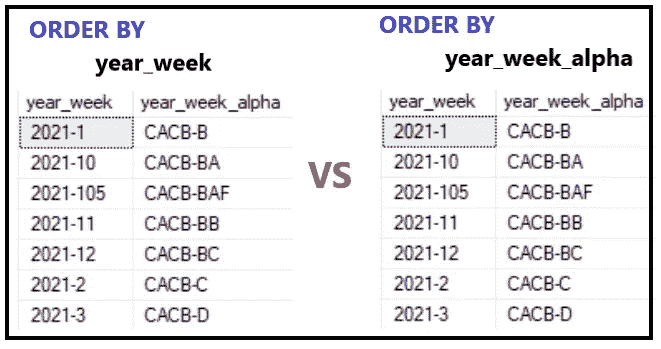 ORDER BY
year_week
year_week year_week_alpha
2021-1 CACB-B
2021-10 CACB-BA
2021-105 CACB-BAF
2021-11 CACB-BB
2021-12 CACB-BC
2021-2 CACB-C
2021-3 CACB-D
VS
ORDER BY
year_week_alpha
year_week year_week_alpha
2021-1 CACB-B
2021-10 CACB-BA
2021-105 CACB-BAF
2021-11 CACB-BB
2021-12 CACB-BC
2021-2 CACB-C
2021-3 CACB-D